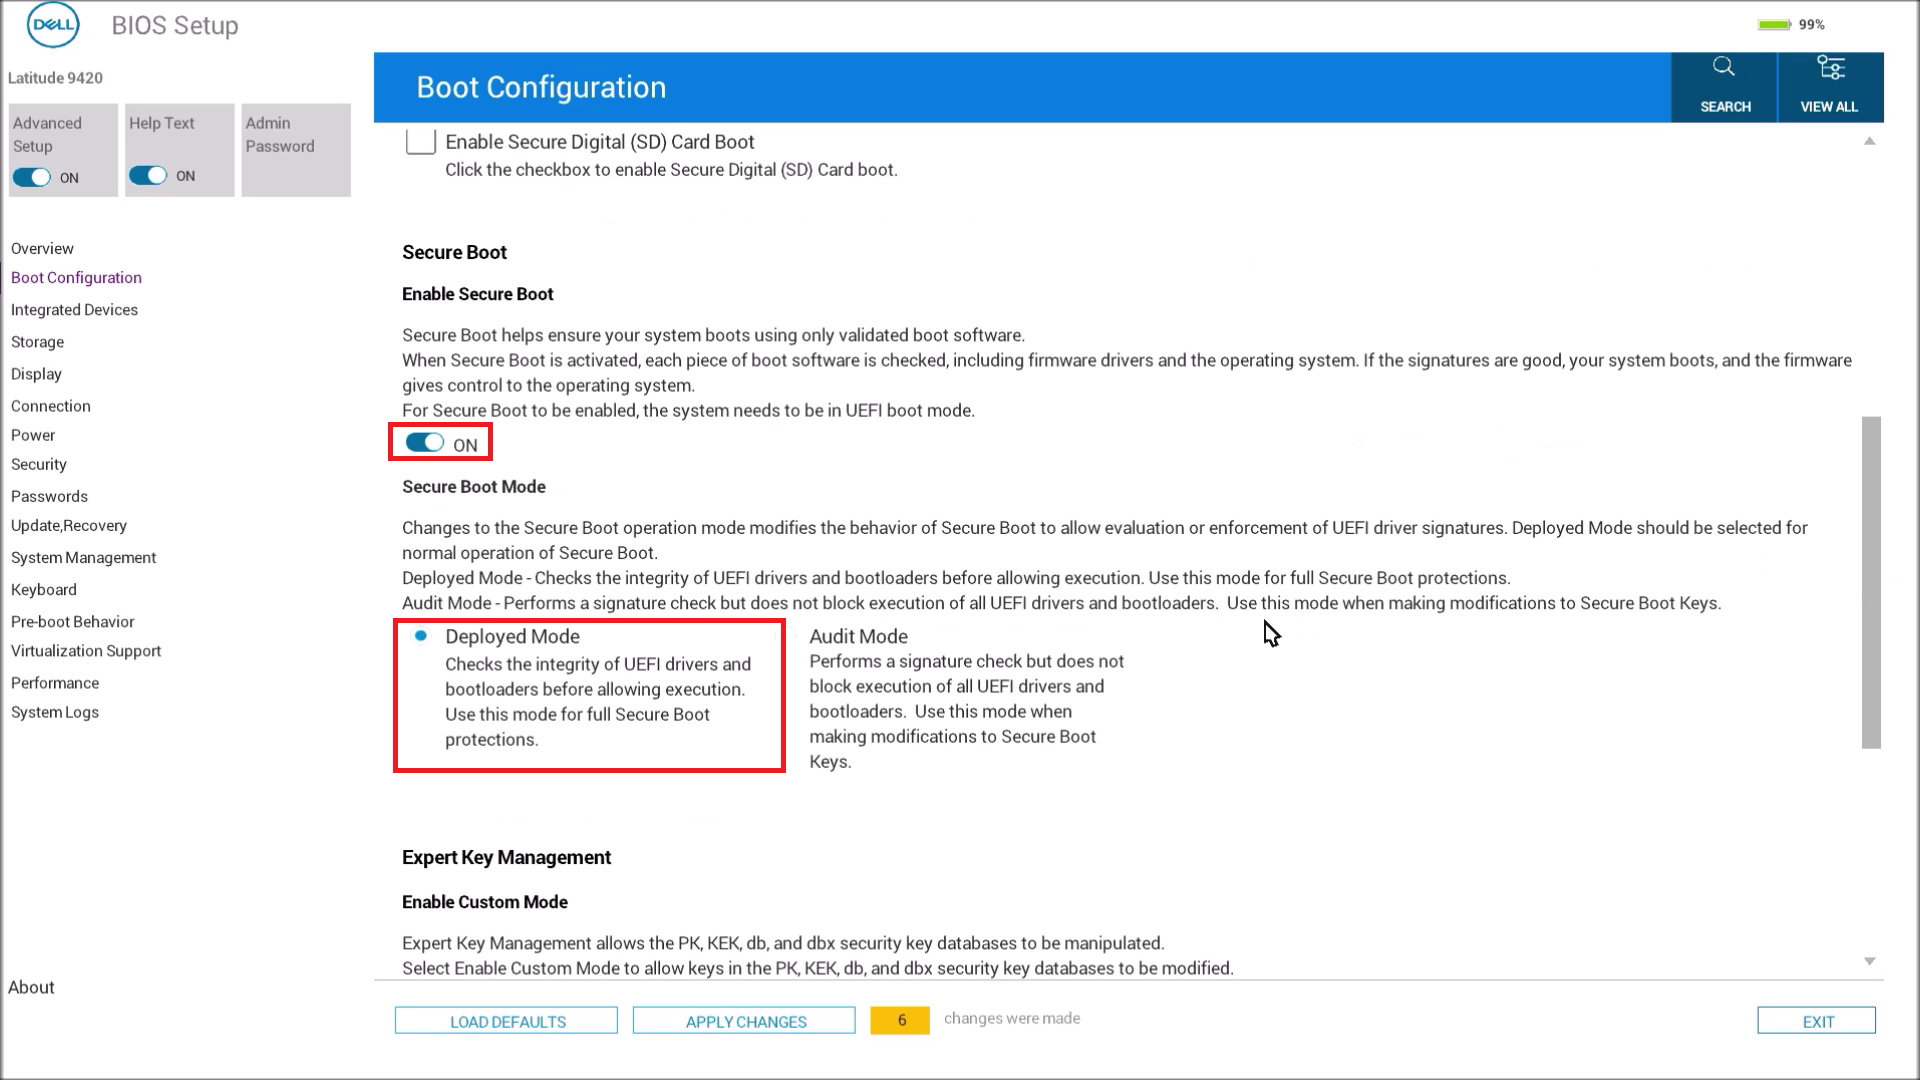 DELL
BIOS Setup
99%
Latitude 9420
Advanced
Setup
ON
Help Text
ON
Admin
Password
Boot Configuration
SEARCH
VIEW ALL
Overview
Boot Configuration
Integrated Devices
Storage
Display
Connection
Power
Security
Passwords
Update,Recovery
System Management
Keyboard
Pre-boot Behavior
Virtualization Support
Performance
System Logs
About
Enable Secure Digital (SD) Card Boot
Click the checkbox to enable Secure Digital (SD) Card boot.
Secure Boot
Enable Secure Boot
Secure Boot helps ensure your system boots using only validated boot software.
When Secure Boot is activated, each piece of boot software is checked, including firmware drivers and the operating system. If the signatures are good, your system boots, and the firmware
gives control to the operating system.
For Secure Boot to be enabled, the system needs to be in UEFI boot mode.
ON
Secure Boot Mode
Changes to the Secure Boot operation mode modifies the behavior of Secure Boot to allow evaluation or enforcement of UEFI driver signatures. Deployed Mode should be selected for
normal operation of Secure Boot.
Deployed Mode - Checks the integrity of UEFI drivers and bootloaders before allowing execution. Use this mode for full Secure Boot protections.
Audit Mode - Performs a signature check but does not block execution of all UEFI drivers and bootloaders.  Use this mode when making modifications to Secure Boot Keys.
Deployed Mode
Checks the integrity of UEFI drivers and
bootloaders before allowing execution.
Use this mode for full Secure Boot
protections.
Audit Mode
Performs a signature check but does not
block execution of all UEFI drivers and
bootloaders.  Use this mode when
making modifications to Secure Boot
Keys.
Expert Key Management
Enable Custom Mode
Expert Key Management allows the PK, KEK, db, and dbx security key databases to be manipulated.
Select Enable Custom Mode to allow keys in the PK, KEK, db, and dbx security key databases to be modified.
LOAD DEFAULTS
APPLY CHANGES
6
changes were made
EXIT